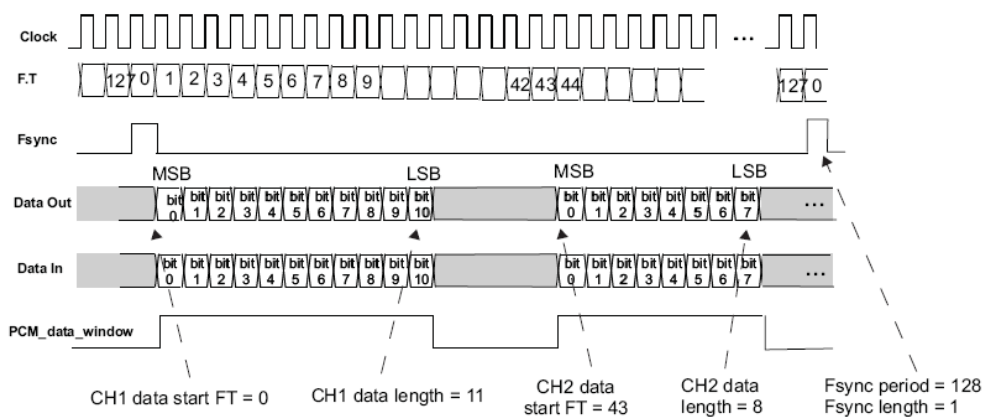 Clock
...
F.T
127 0 1 2 3 4 5 6 7 8 9 42 43 44 127 0
Fsync
MSB LSB MSB LSB
Data Out
bit 0 bit 1 bit 2 bit 3 bit 4 bit 5 bit 6 bit 7 bit 8 bit 9 bit 10 bit 0 bit 1 bit 2 bit 3 bit 4 bit 5 bit 6 bit 7 ...
Data In
bit 0 bit 1 bit 2 bit 3 bit 4 bit 5 bit 6 bit 7 bit 8 bit 9 bit 10 bit 0 bit 1 bit 2 bit 3 bit 4 bit 5 bit 6 bit 7 ...
PCM_data_window
CH1 data start FT = 0
CH1 data length = 11
CH2 data
start FT = 43
CH2 data
length = 8
Fsync period = 128
Fsync length = 1